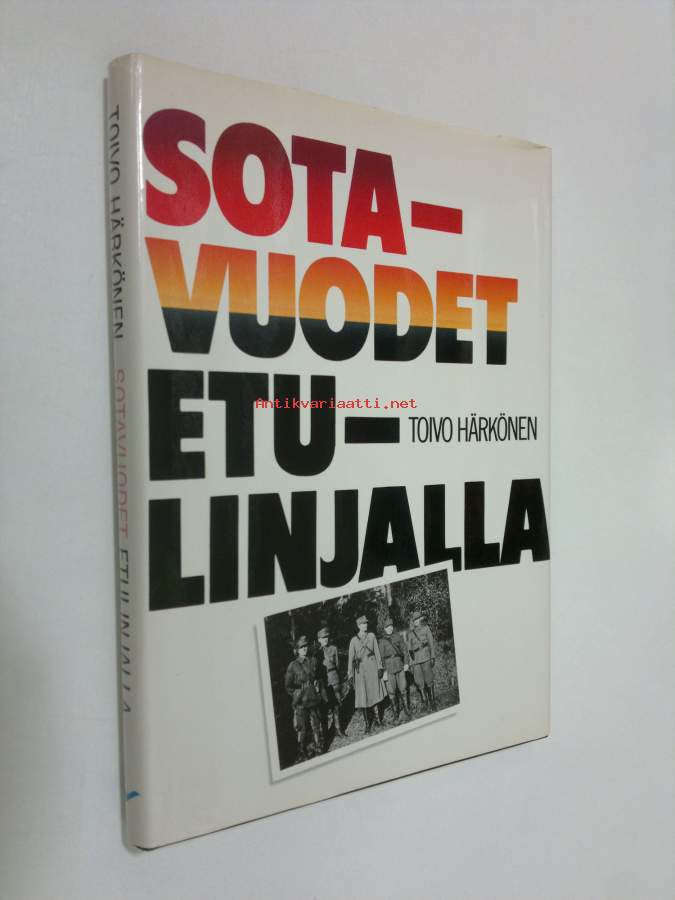 TOIVO HÄRKÖNEN SOTAVUODET ETULINJALLA
SOTA–
VUODET
ETU–
TOIVO HÄRKÖNEN
LINJALLA
Antikvariaatti.net